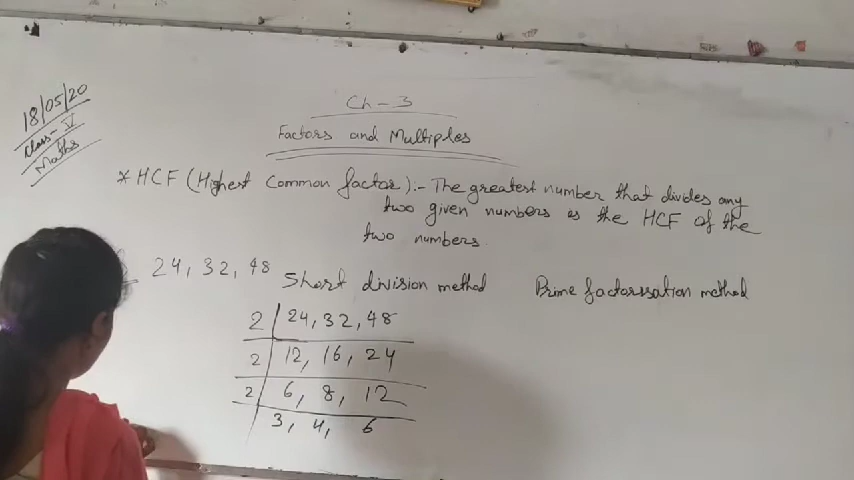 18/05/20
Class - V
Maths
Ch - 3
Factors and Multiples
* HCF (Highest Common factor) :- The greatest number that divides any
two given numbers is the HCF of the
two numbers.
24, 32, 48
Short division method
Prime factorisation method
2 | 24, 32, 48
2 | 12, 16, 24
2 | 6, 8, 12
3, 4, 6